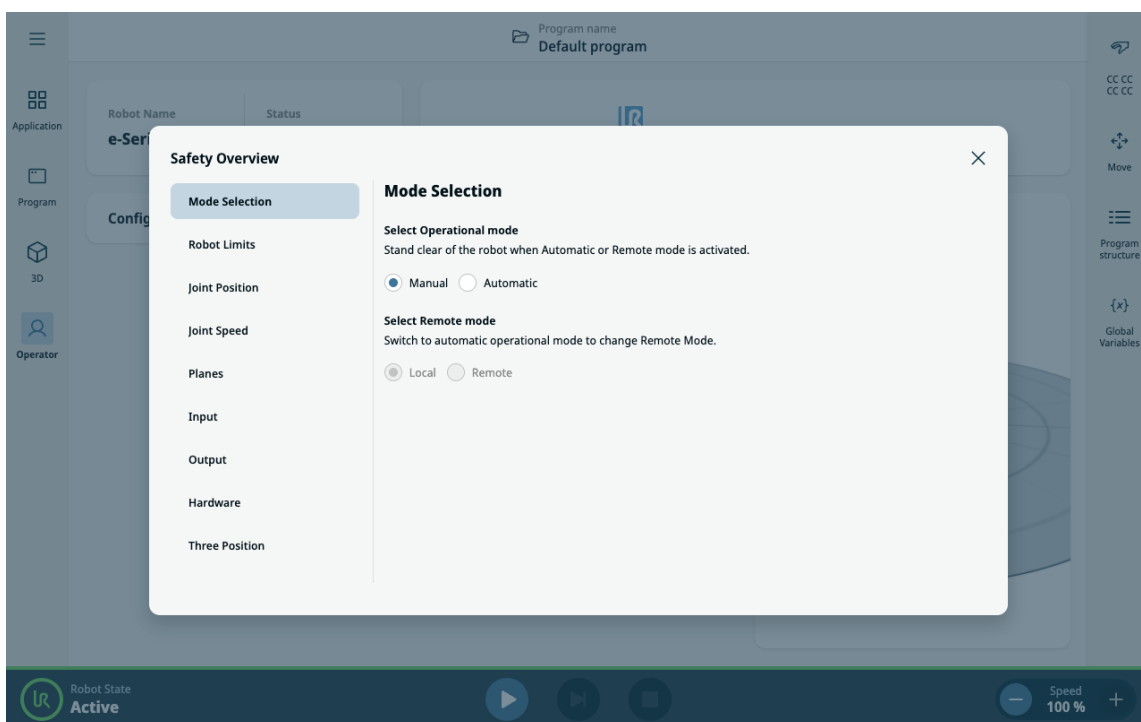 Program name
Default program
Application
Program
3D
Operator
Robot Name
Status
e-Seri
Config
Safety Overview
Mode Selection
Robot Limits
Joint Position
Joint Speed
Planes
Input
Output
Hardware
Three Position
Mode Selection
Select Operational mode
Stand clear of the robot when Automatic or Remote mode is activated.
Manual Automatic
Select Remote mode
Switch to automatic operational mode to change Remote Mode.
Local Remote
CC CC
CC CC
Move
Program
structure
{x}
Global
Variables
Robot State
Active
Speed
100 %